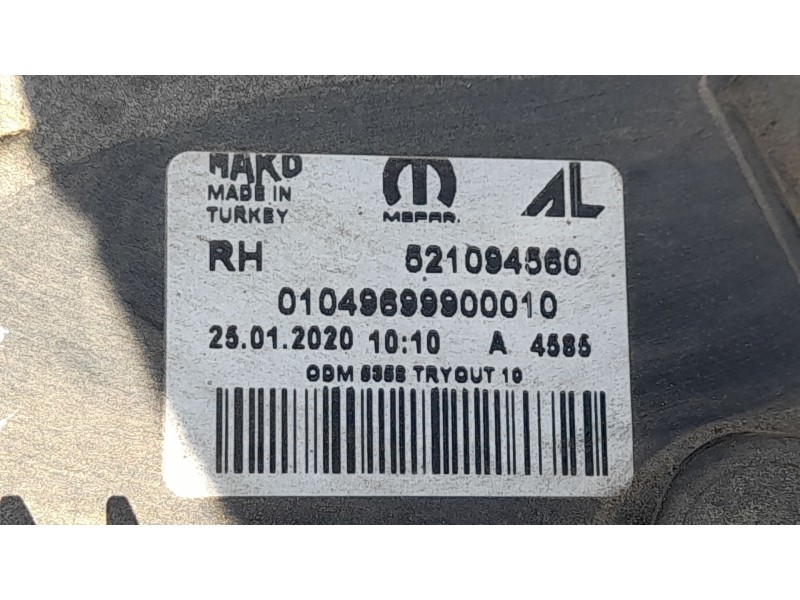 MAKO
MADE IN
TURKEY
MOPAR.
AL
RH 521094560
01049699900010
25.01.2020 10:10 A 4585
ODM 5358 TRYOUT 10